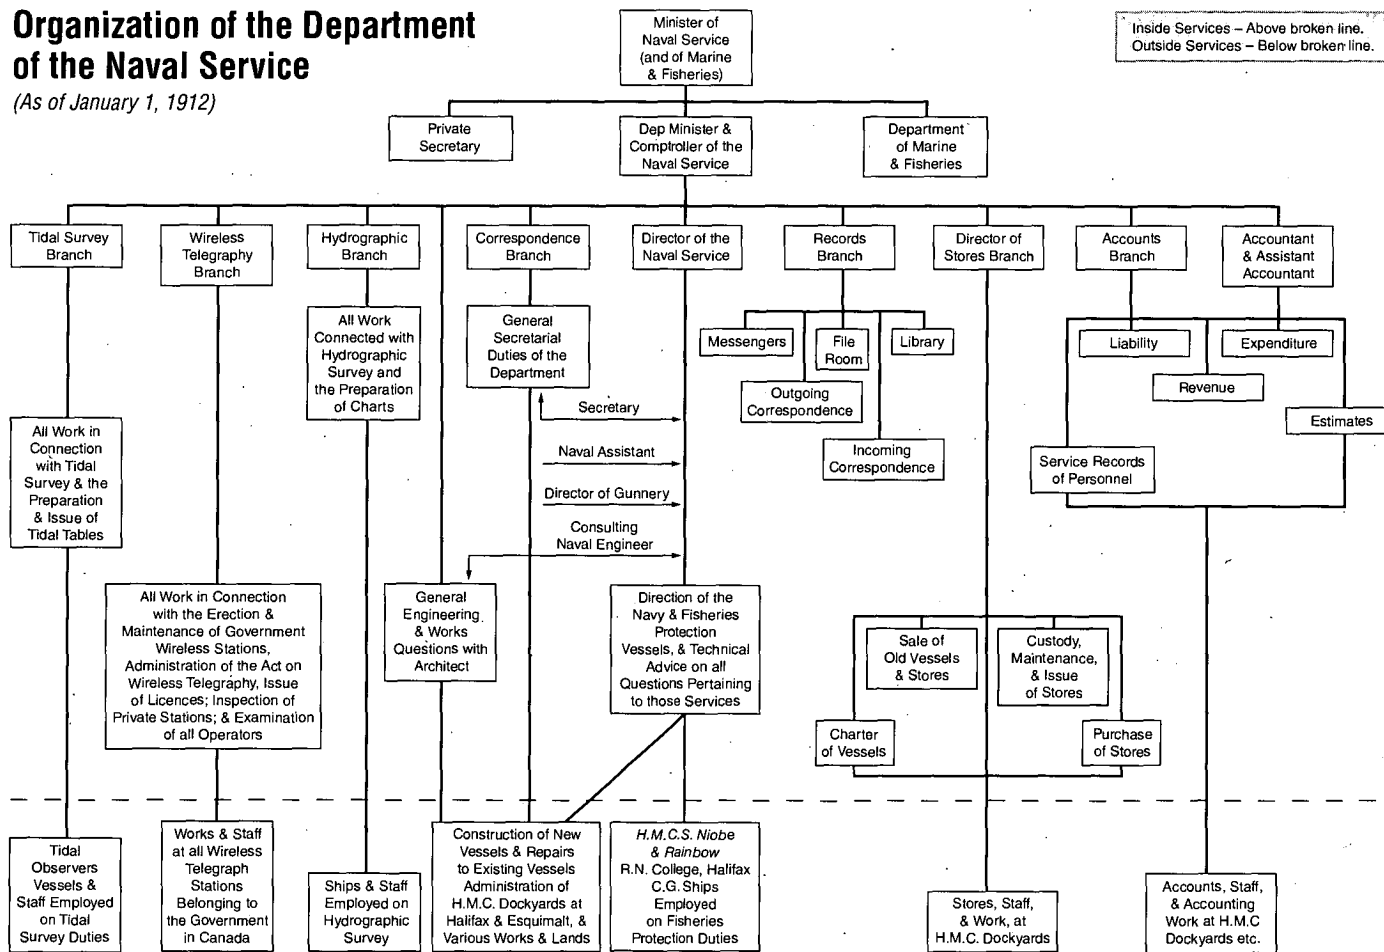 Organization of the Department
of the Naval Service
(As of January 1, 1912)
Inside Services – Above broken line.
Outside Services – Below broken line.
Minister of
Naval Service
(and of Marine
& Fisheries)
Private
Secretary
Dep Minister &
Comptroller of the
Naval Service
Department
of Marine
& Fisheries
Tidal Survey
Branch
Wireless
Telegraphy
Branch
Hydrographic
Branch
Correspondence
Branch
Director of the
Naval Service
Records
Branch
Director of
Stores Branch
Accounts
Branch
Accountant
& Assistant
Accountant
All Work
Connected with
Hydrographic
Survey and
the Preparation
of Charts
General
Secretarial
Duties of the
Department
Messengers
File
Room
Library
Outgoing
Correspondence
Incoming
Correspondence
Liability
Expenditure
Revenue
Estimates
Service Records
of Personnel
Secretary
Naval Assistant
Director of Gunnery
Consulting
Naval Engineer
All Work in
Connection
with Tidal
Survey & the
Preparation
& Issue of
Tidal Tables
All Work in Connection
with the Erection &
Maintenance of Government
Wireless Stations,
Administration of the Act on
Wireless Telegraphy, Issue
of Licences; Inspection of
Private Stations; & Examination
of all Operators
General
Engineering
& Works
Questions with
Architect
Direction of the
Navy & Fisheries
Protection
Vessels, & Technical
Advice on all
Questions Pertaining
to those Services
Sale of
Old Vessels
& Stores
Custody,
Maintenance,
& Issue
of Stores
Charter
of Vessels
Purchase
of Stores
Tidal
Observers
Vessels &
Staff Employed
on Tidal
Survey Duties
Works & Staff
at all Wireless
Telegraph
Stations
Belonging to
the Government
in Canada
Ships & Staff
Employed on
Hydrographic
Survey
Construction of New
Vessels & Repairs
to Existing Vessels
Administration of
H.M.C. Dockyards at
Halifax & Esquimalt, &
Various Works & Lands
H.M.C.S. Niobe
& Rainbow
R.N. College, Halifax
C.G. Ships
Employed
on Fisheries
Protection Duties
Stores, Staff,
& Work, at
H.M.C. Dockyards
Accounts, Staff,
& Accounting
Work at H.M.C
Dockyards etc.